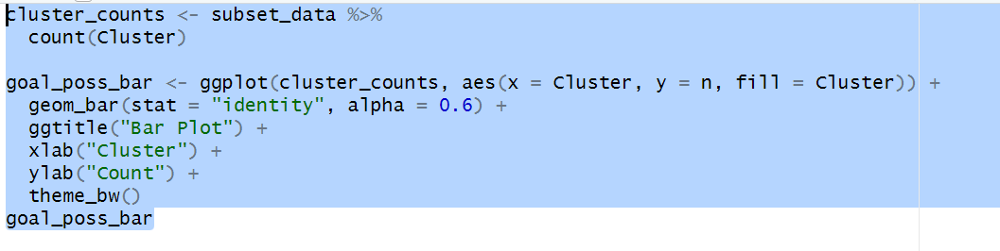 cluster_counts <- subset_data %>%
  count(Cluster)

goal_poss_bar <- ggplot(cluster_counts, aes(x = Cluster, y = n, fill = Cluster)) +
  geom_bar(stat = "identity", alpha = 0.6) +
  ggtitle("Bar Plot") +
  xlab("Cluster") +
  ylab("Count") +
  theme_bw()
goal_poss_bar